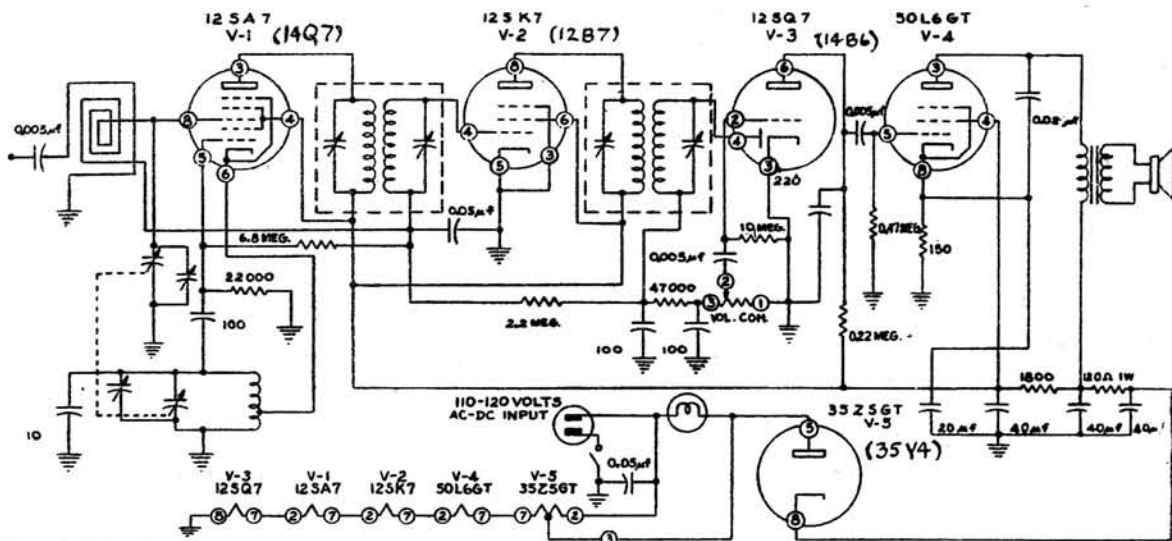 12SA7
V-1 (14Q7)
12SK7
V-2 (12B7)
12SQ7
V-3 (14B6)
50L6GT
V-4
3
8
6
3
0.005µf
8
4
5
6
4
6
5
3
2
4
3
220
0.005µf
5
4
8
0.05µf
6.8 MEG.
10 MEG.
0.005µf
0.47 MEG.
150
22000
100
2.2 MEG.
47000
2
3
1
VOL. CON.
100
100
0.22 MEG.
10
110-120 VOLTS
AC-DC INPUT
0.05µf
1800
120Ω 1W
20µf
40µf
40µf
40µ
35Z5GT
V-5
(35Y4)
5
8
V-3
12SQ7
V-1
12SA7
V-2
12SK7
V-4
50L6GT
V-5
35Z5GT
8
7
2
7
2
7
2
7
7
2
3